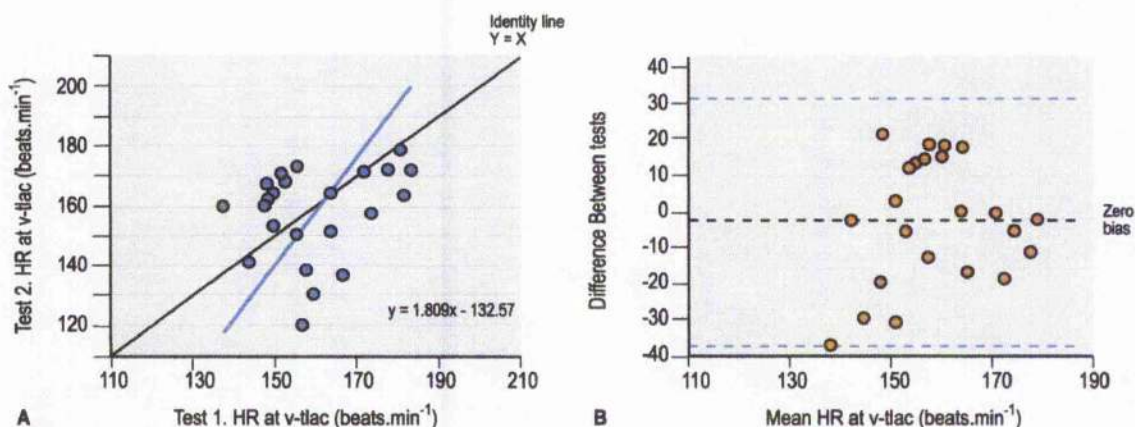 Identity line
Y = X
Test 2. HR at v-tlac (beats.min⁻¹)
200
180
160
140
120
y = 1.809x - 132.57
110
130
150
170
190
210
A
Test 1. HR at v-tlac (beats.min⁻¹)
Difference Between tests
40
30
20
10
0
-10
-20
-30
-40
Zero
bias
110
130
150
170
190
B
Mean HR at v-tlac (beats.min⁻¹)